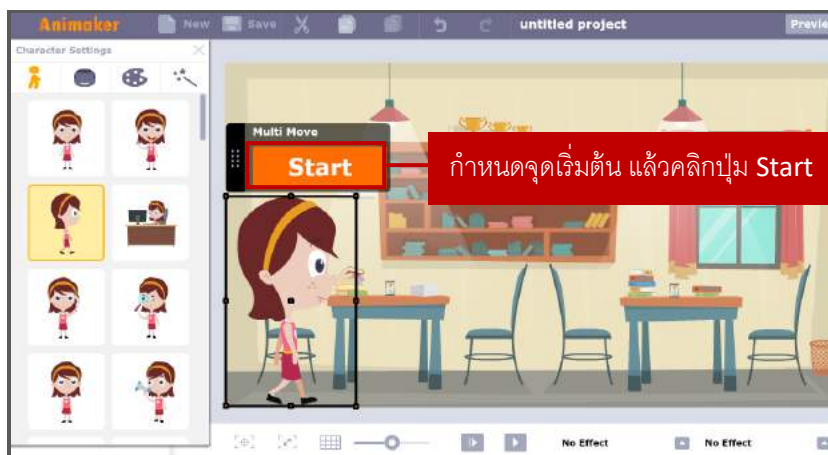 Animaker New Save untitled project Preview
Character Settings
Multi Move
Start
กำหนดจุดเริ่มต้น แล้วคลิกปุ่ม Start
No Effect No Effect